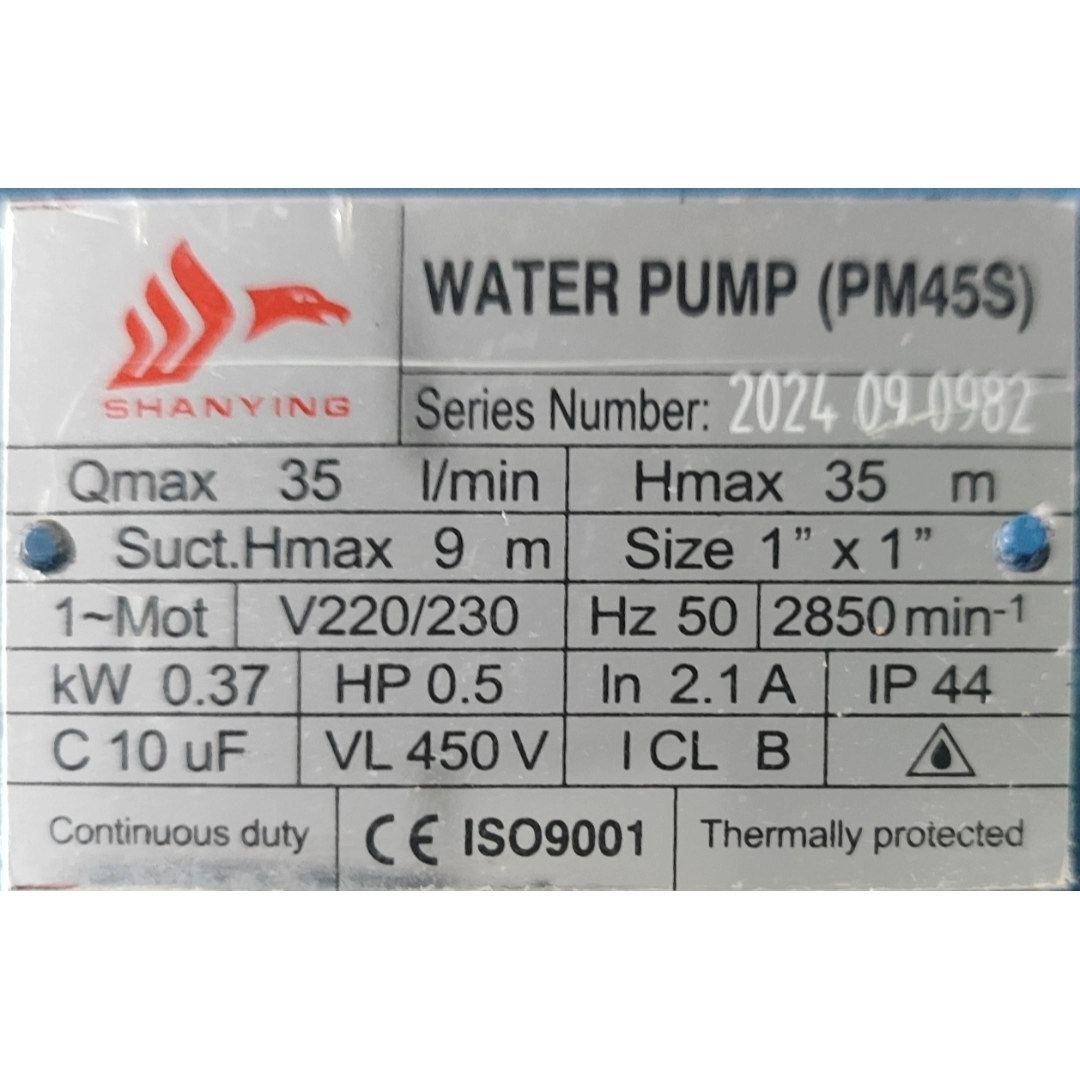 SHANYING
WATER PUMP (PM45S)
Series Number: 2024 09 0982
Qmax 35 l/min Hmax 35 m
Suct.Hmax 9 m Size 1” x 1”
1~Mot V220/230 Hz 50 2850 min-1
kW 0.37 HP 0.5 In 2.1 A IP 44
C 10 uF VL 450 V I CL B
Continuous duty CE ISO9001 Thermally protected